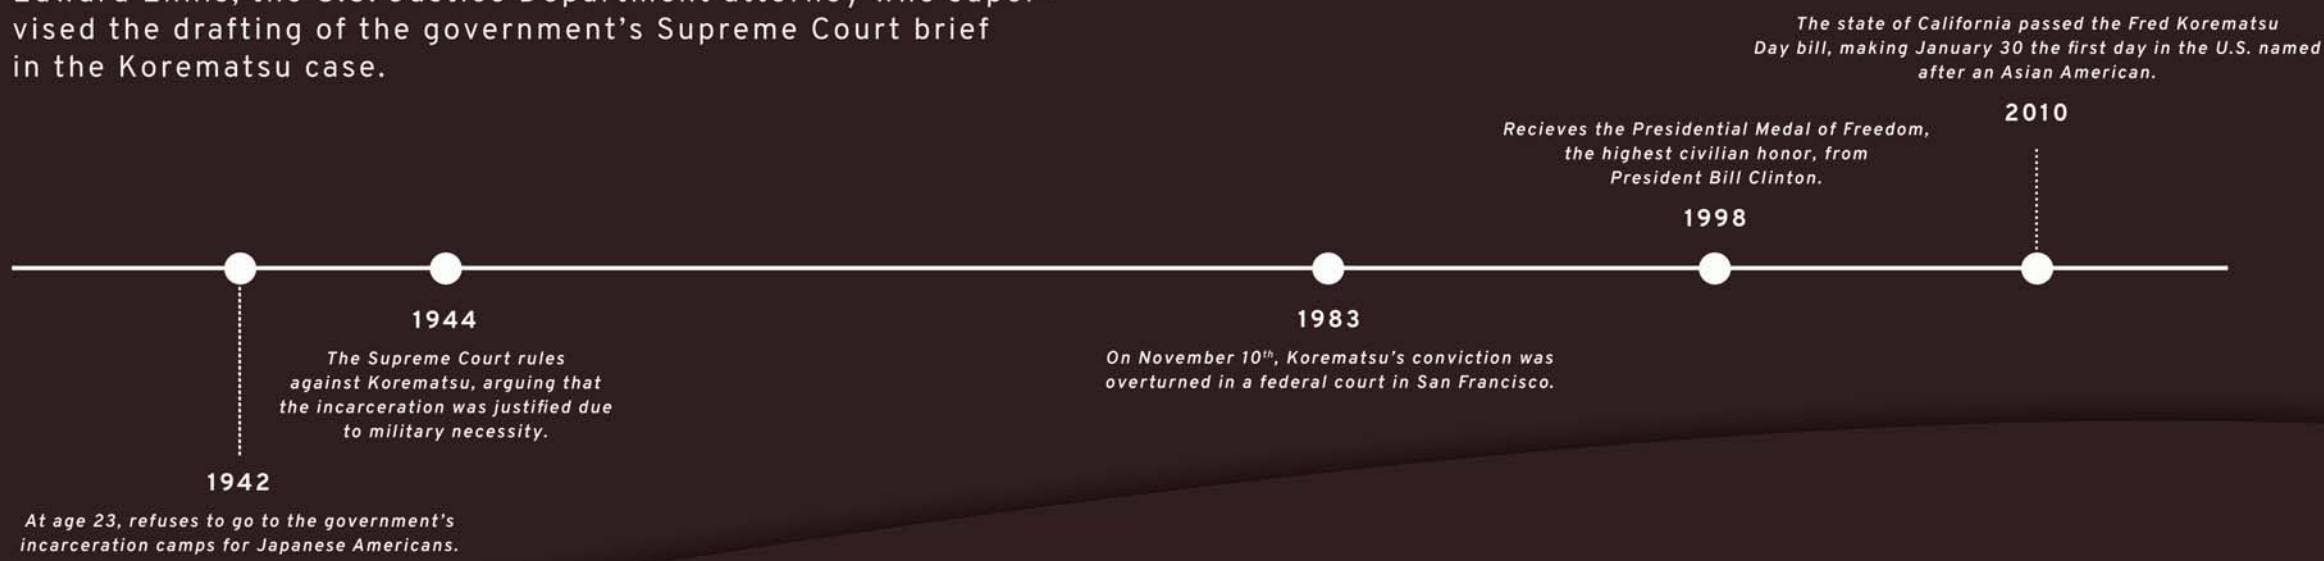 vised the drafting of the government’s Supreme Court brief
in the Korematsu case.
The state of California passed the Fred Korematsu
Day bill, making January 30 the first day in the U.S. named
after an Asian American.
2010
Recieves the Presidential Medal of Freedom,
the highest civilian honor, from
President Bill Clinton.
1998
1944
The Supreme Court rules
against Korematsu, arguing that
the incarceration was justified due
to military necessity.
1983
On November 10th, Korematsu’s conviction was
overturned in a federal court in San Francisco.
1942
At age 23, refuses to go to the government’s
incarceration camps for Japanese Americans.